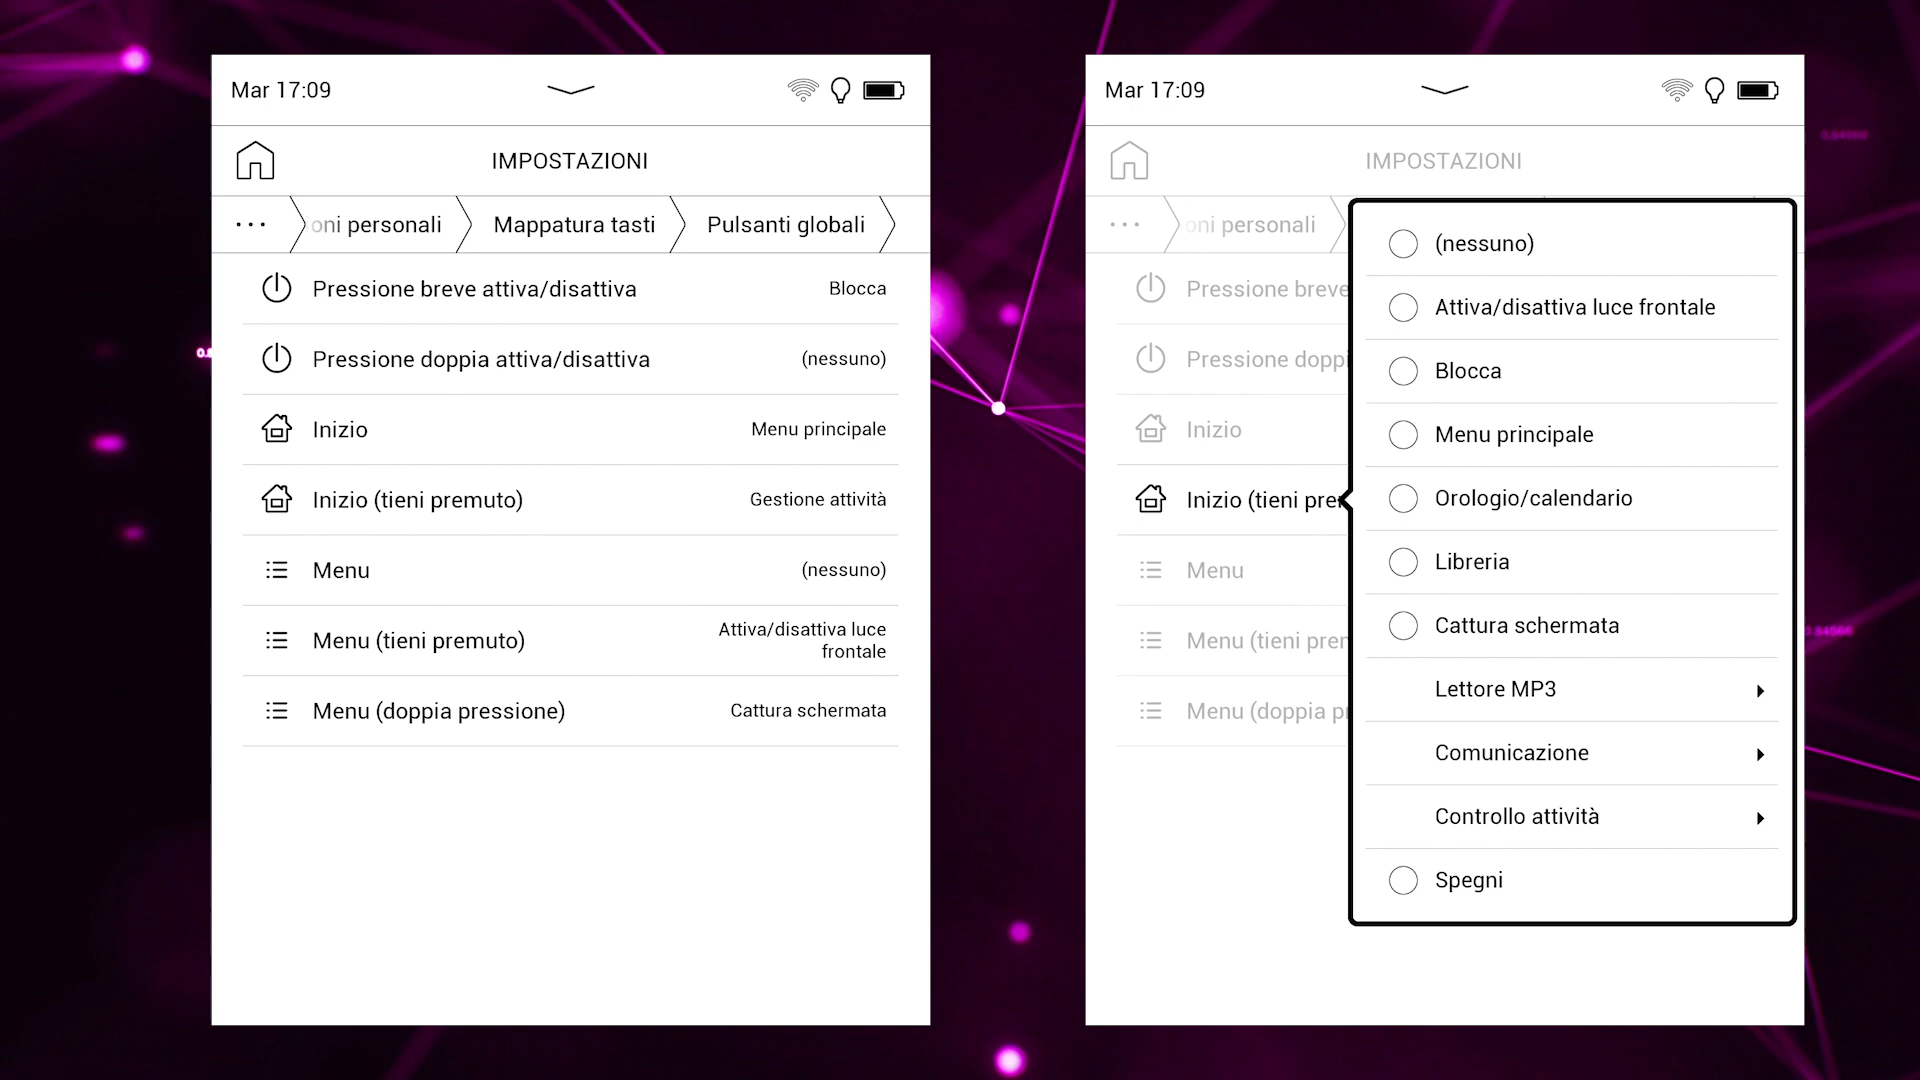 Mar 17:09
IMPOSTAZIONI
...
oni personali
Mappatura tasti
Pulsanti globali
Pressione breve attiva/disattiva
Blocca
Pressione doppia attiva/disattiva
(nessuno)
Inizio
Menu principale
Inizio (tieni premuto)
Gestione attività
Menu
(nessuno)
Menu (tieni premuto)
Attiva/disattiva luce
frontale
Menu (doppia pressione)
Cattura schermata
Mar 17:09
IMPOSTAZIONI
...
oni personali
Pressione breve
Pressione doppi
Inizio
Inizio (tieni prem
Menu
Menu (tieni prem
Menu (doppia p
(nessuno)
Attiva/disattiva luce frontale
Blocca
Menu principale
Orologio/calendario
Libreria
Cattura schermata
Lettore MP3
Comunicazione
Controllo attività
Spegni